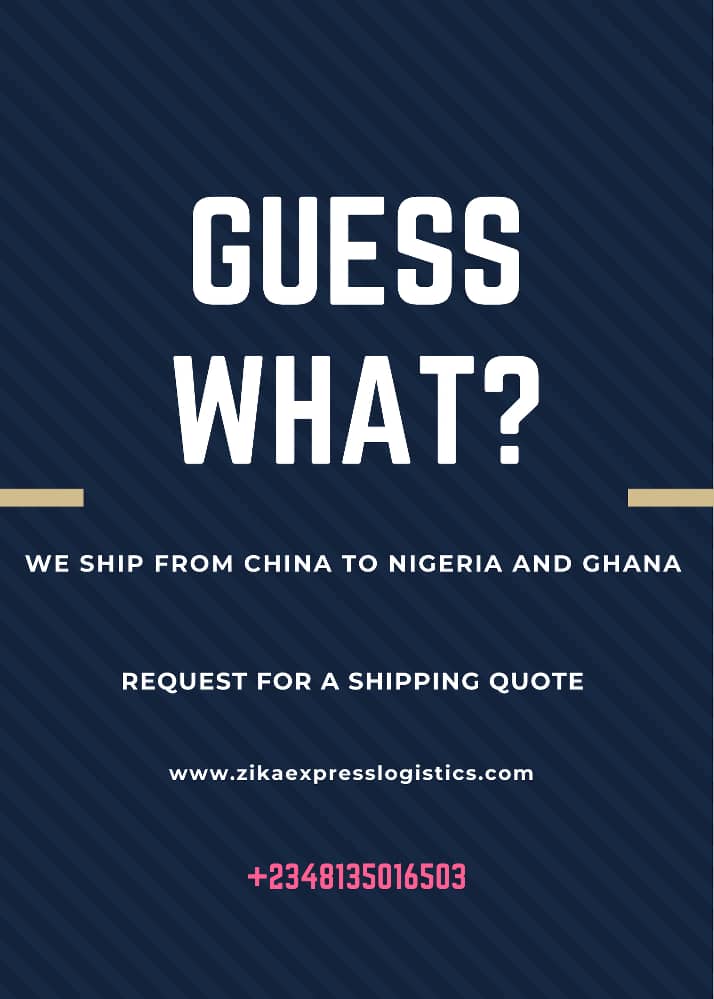 GUESS
WHAT?
WE SHIP FROM CHINA TO NIGERIA AND GHANA
REQUEST FOR A SHIPPING QUOTE
www.zikaexpresslogistics.com
+2348135016503